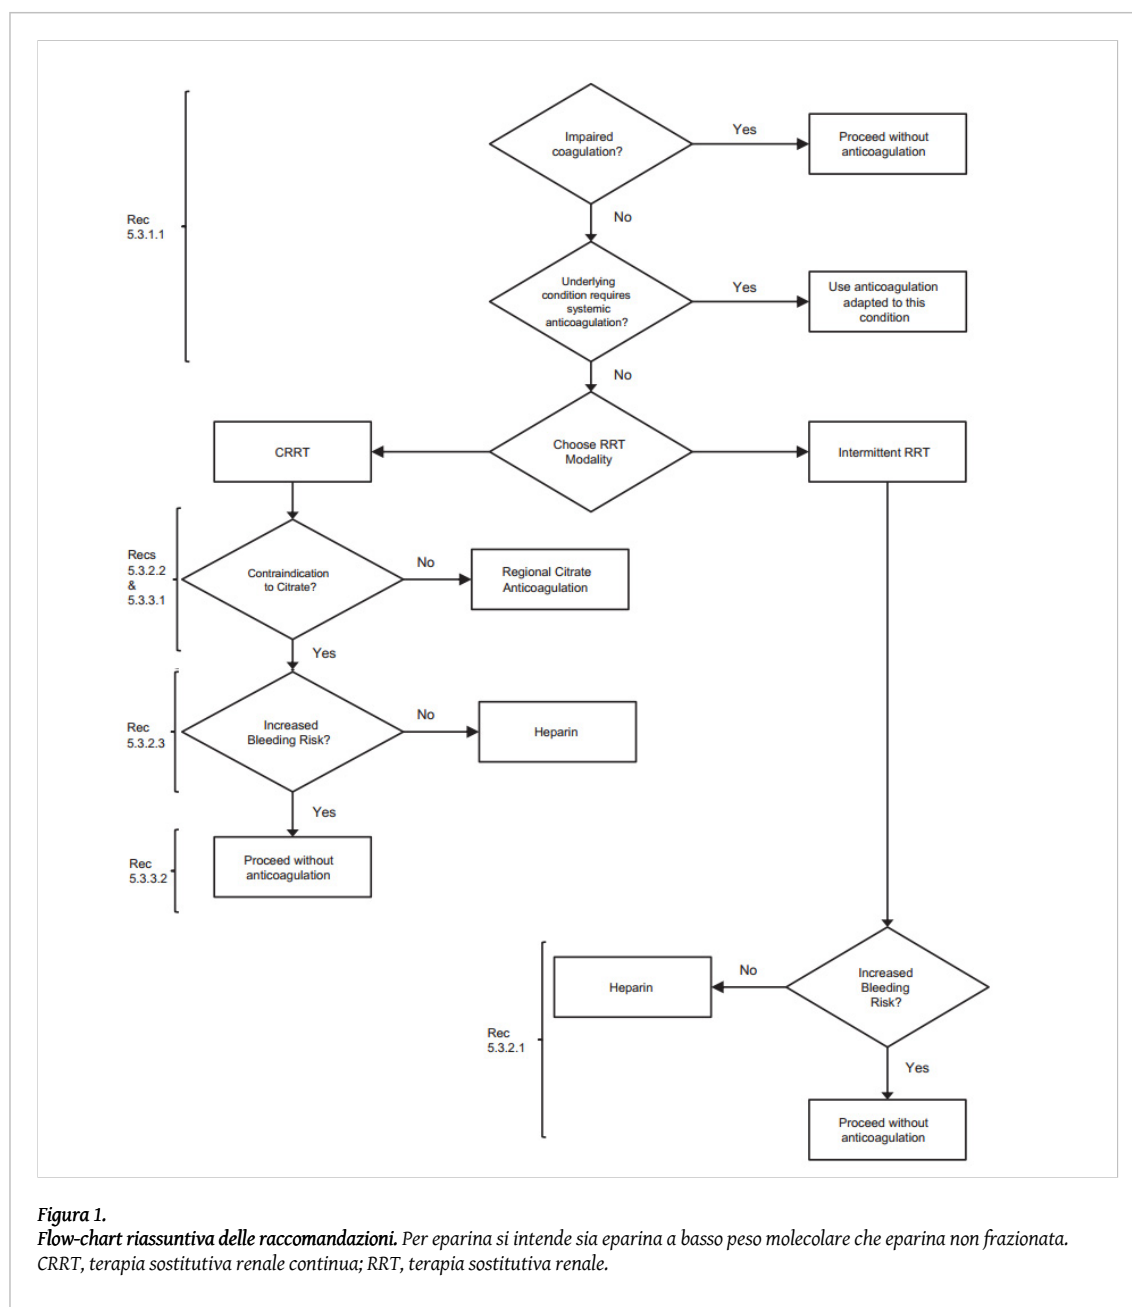 Impaired
coagulation?
Yes
Proceed without
anticoagulation
No
Rec
5.3.1.1
Underlying
condition requires
systemic
anticoagulation?
Yes
Use anticoagulation
adapted to this
condition
No
CRRT
Choose RRT
Modality
Intermittent RRT
Recs
5.3.2.2
&
5.3.3.1
Contraindication
to Citrate?
No
Regional Citrate
Anticoagulation
Yes
Rec
5.3.2.3
Increased
Bleeding Risk?
No
Heparin
Yes
Rec
5.3.3.2
Proceed without
anticoagulation
Rec
5.3.2.1
Heparin
No
Increased
Bleeding
Risk?
Yes
Proceed without
anticoagulation
Figura 1.
Flow-chart riassuntiva delle raccomandazioni. Per eparina si intende sia eparina a basso peso molecolare che eparina non frazionata.
CRRT, terapia sostitutiva renale continua; RRT, terapia sostitutiva renale.